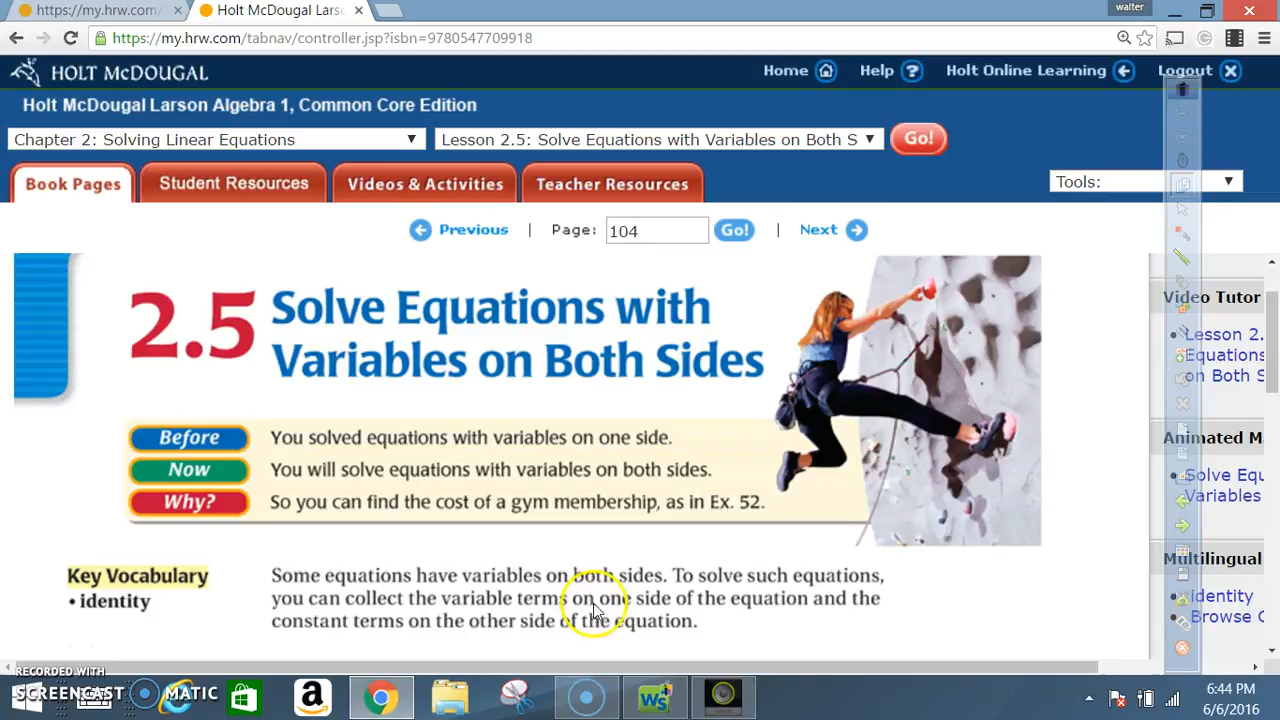 https://my.hrw.com/tabnav/ ×
Holt McDougal Larso ×
walter
https://my.hrw.com/tabnav/controller.jsp?isbn=9780547709918
HOLT MCDOUGAL
Home
Help ?
Holt Online Learning
Logout X
Holt McDougal Larson Algebra 1, Common Core Edition
Chapter 2: Solving Linear Equations
Lesson 2.5: Solve Equations with Variables on Both S
Go!
Book Pages
Student Resources
Videos & Activities
Teacher Resources
Tools:
Previous | Page: 104 Go! | Next
2.5 Solve Equations with
Variables on Both Sides
Before You solved equations with variables on one side.
Now You will solve equations with variables on both sides.
Why? So you can find the cost of a gym membership, as in Ex. 52.
Key Vocabulary
• identity
Some equations have variables on both sides. To solve such equations,
you can collect the variable terms on one side of the equation and the
constant terms on the other side of the equation.
Video Tutor
• Lesson 2.
Equations
on Both S
Animated Ma
• Solve Equ
Variables
Multilingual
• identity
• Browse G
RECORDED WITH
SCREENCAST MATIC
6:44 PM
6/6/2016